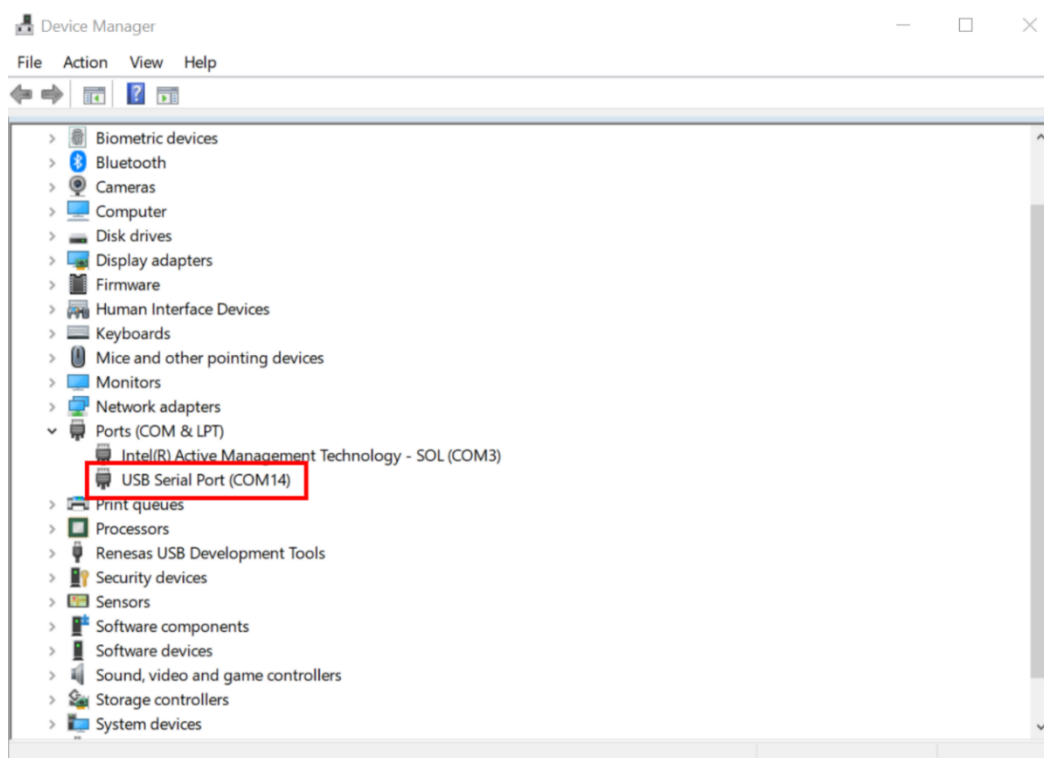 Device Manager
File Action View Help
Biometric devices
Bluetooth
Cameras
Computer
Disk drives
Display adapters
Firmware
Human Interface Devices
Keyboards
Mice and other pointing devices
Monitors
Network adapters
Ports (COM & LPT)
Intel(R) Active Management Technology - SOL (COM3)
USB Serial Port (COM14)
Print queues
Processors
Renesas USB Development Tools
Security devices
Sensors
Software components
Software devices
Sound, video and game controllers
Storage controllers
System devices